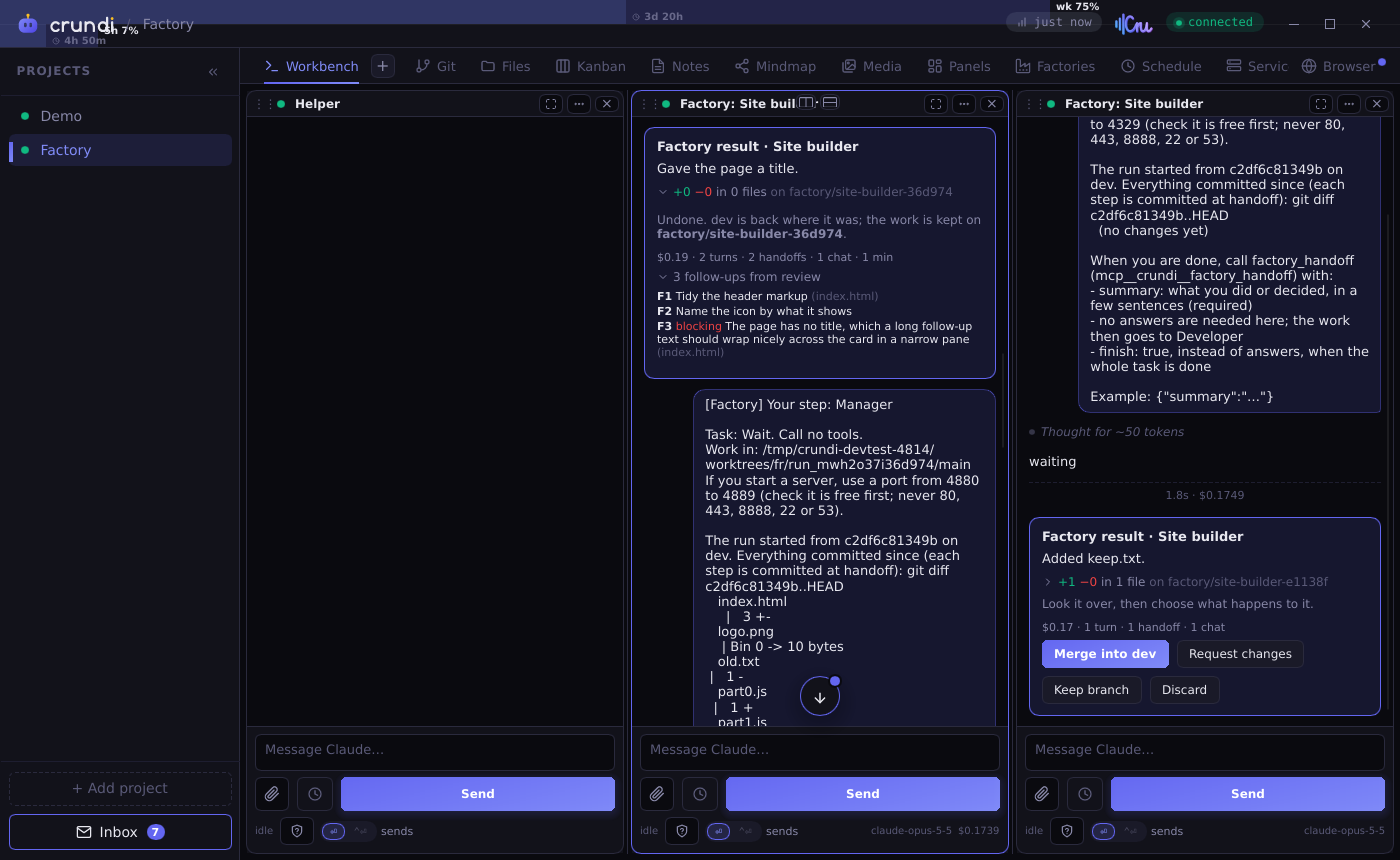 3d 20h
wk 75%
crundi / Factory
5h 7%
4h 50m
just now
Cru
connected
PROJECTS
Demo
Factory
+ Add project
Inbox 7
Workbench
Git
Files
Kanban
Notes
Mindmap
Media
Panels
Factories
Schedule
Servic
Browser
Helper
Message Claude…
Send
idle
sends
Factory: Site buil
Factory result · Site builder
Gave the page a title.
+0 −0 in 0 files on factory/site-builder-36d974
Undone. dev is back where it was; the work is kept on
factory/site-builder-36d974.
$0.19 · 2 turns · 2 handoffs · 1 chat · 1 min
3 follow-ups from review
F1 Tidy the header markup (index.html)
F2 Name the icon by what it shows
F3 blocking The page has no title, which a long follow-up
text should wrap nicely across the card in a narrow pane
(index.html)
[Factory] Your step: Manager
Task: Wait. Call no tools.
Work in: /tmp/crundi-devtest-4814/
worktrees/fr/run_mwh2o37i36d974/main
If you start a server, use a port from 4880
to 4889 (check it is free first; never 80,
443, 8888, 22 or 53).
The run started from c2df6c81349b on
dev. Everything committed since (each
step is committed at handoff): git diff
c2df6c81349b..HEAD
index.html
| 3 +-
logo.png
| Bin 0 -> 10 bytes
old.txt
| 1 -
part0.js
| 1 +
part1.js
Message Claude…
Send
idle
sends
claude-opus-5-5 $0.1739
Factory: Site builder
to 4329 (check it is free first; never 80,
443, 8888, 22 or 53).
The run started from c2df6c81349b on
dev. Everything committed since (each
step is committed at handoff): git diff
c2df6c81349b..HEAD
(no changes yet)
When you are done, call factory_handoff
(mcp__crundi__factory_handoff) with:
- summary: what you did or decided, in a
few sentences (required)
- no answers are needed here; the work
then goes to Developer
- finish: true, instead of answers, when the
whole task is done
Example: {"summary":"…"}
Thought for ~50 tokens
waiting
1.8s · $0.1749
Factory result · Site builder
Added keep.txt.
+1 −0 in 1 file on factory/site-builder-e1138f
Look it over, then choose what happens to it.
$0.17 · 1 turn · 1 handoff · 1 chat
Merge into dev
Request changes
Keep branch
Discard
Message Claude…
Send
idle
sends
claude-opus-5-5